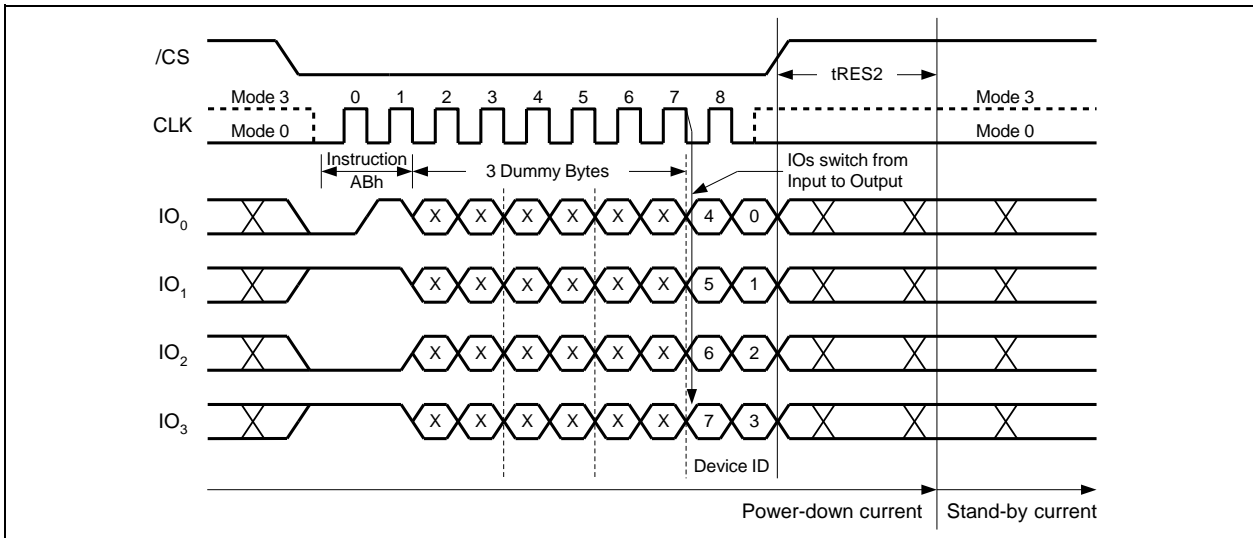 /CS
tRES2
Mode 3 0 1 2 3 4 5 6 7 8 Mode 3
CLK
Mode 0 Mode 0
Instruction
ABh
3 Dummy Bytes
IOs switch from
Input to Output
IO0 X X X X X X 4 0
IO1 X X X X X X 5 1
IO2 X X X X X X 6 2
IO3 X X X X X X 7 3
Device ID
Power-down current Stand-by current